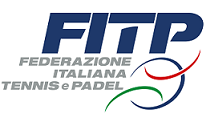 FITP
FEDERAZIONE
ITALIANA
TENNIS e PADEL